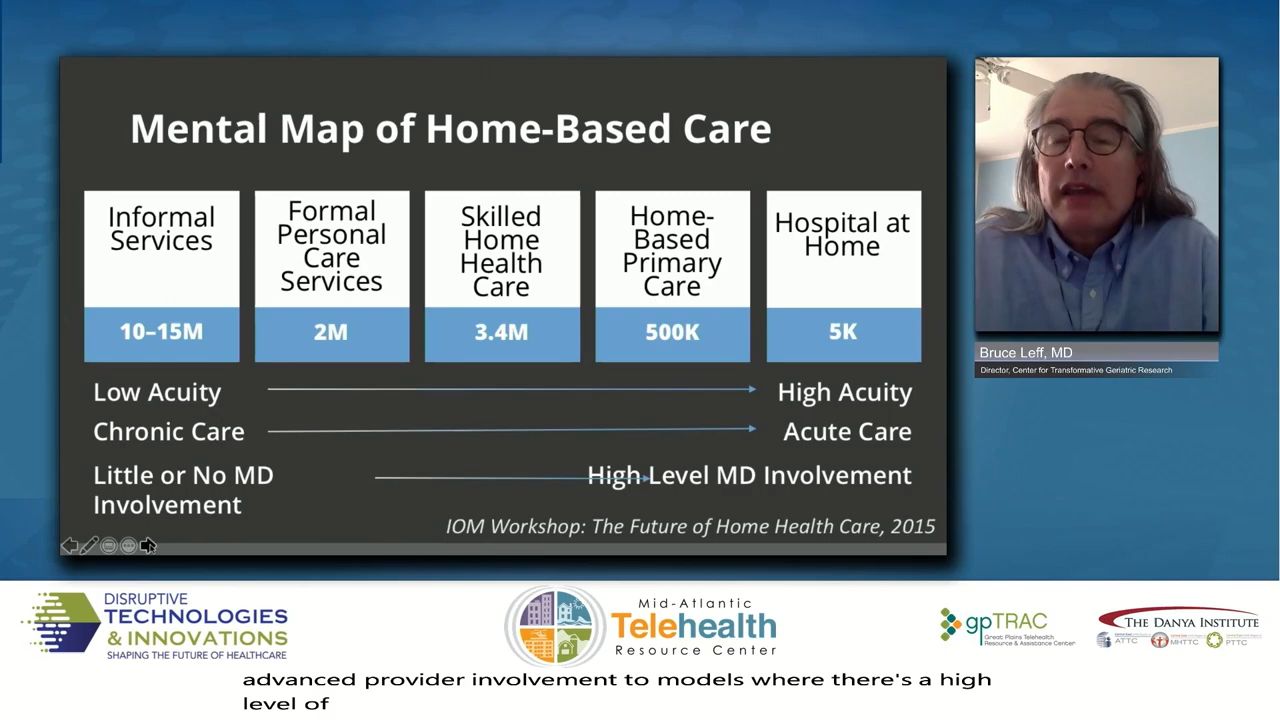 Mental Map of Home-Based Care
Informal
Services
10–15M
Formal
Personal
Care
Services
2M
Skilled
Home
Health
Care
3.4M
Home-
Based
Primary
Care
500K
Hospital at
Home
5K
Low Acuity
High Acuity
Chronic Care
Acute Care
Little or No MD
Involvement
High Level MD Involvement
IOM Workshop: The Future of Home Health Care, 2015
Bruce Leff, MD
Director, Center for Transformative Geriatric Research
DISRUPTIVE
TECHNOLOGIES
& INNOVATIONS
SHAPING THE FUTURE OF HEALTHCARE
Mid-Atlantic
Telehealth
Resource Center
gpTRAC
Great Plains Telehealth
Resource & Assistance Center
THE DANYA INSTITUTE
ATTC
MHTTC
PTTC
advanced provider involvement to models where there's a high
level of